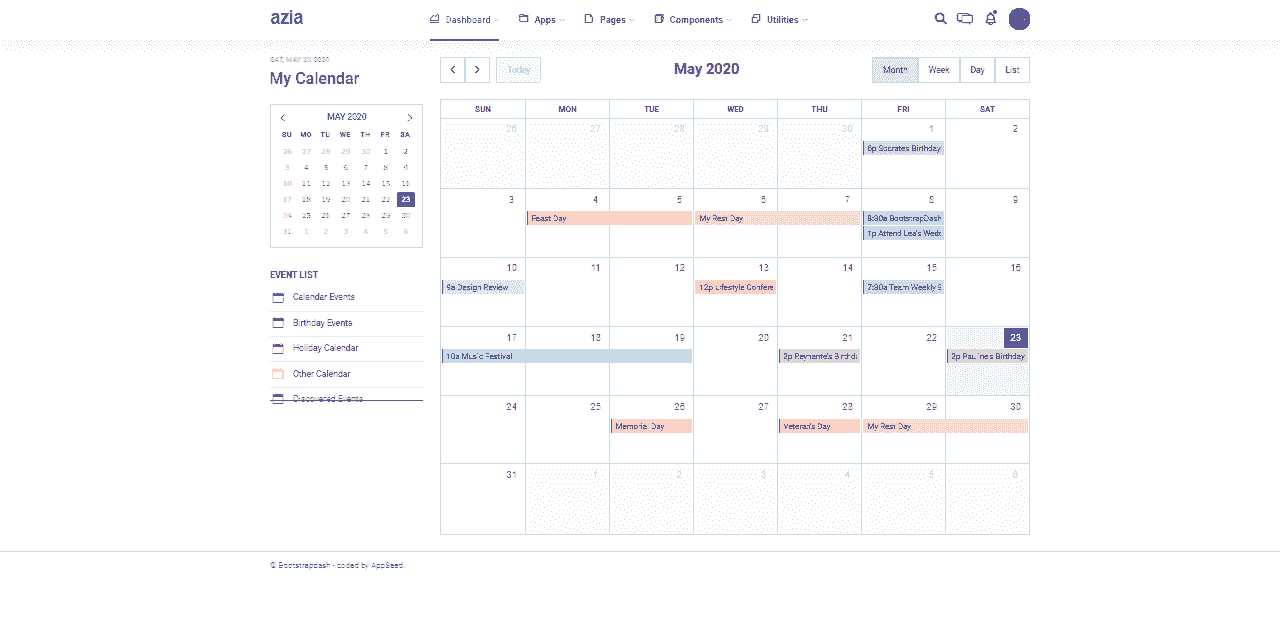 azia
Dashboard Apps Pages Components Utilities
SAT, MAY 23 2020
My Calendar
Today
May 2020
Month Week Day List
MAY 2020
SU MO TU WE TH FR SA
26 27 28 29 30 1 2
3 4 5 6 7 8 9
10 11 12 13 14 15 16
17 18 19 20 21 22 23
24 25 26 27 28 29 30
31 1 2 3 4 5 6
EVENT LIST
Calendar Events
Birthday Events
Holiday Calendar
Other Calendar
Discovered Events
SUN MON TUE WED THU FRI SAT
26 27 28 29 30 1 2
6p Socrates Birthday
3 4 5 6 7 8 9
Feast Day My Rest Day 8:30a BootstrapDash
1p Attend Lea's Wedd
10 11 12 13 14 15 16
9a Design Review 12p Lifestyle Confere 7:30a Team Weekly S
17 18 19 20 21 22 23
10a Music Festival 2p Reynante's Birthda 2p Pauline's Birthday
24 25 26 27 28 29 30
Memorial Day Veteran's Day My Rest Day
31 1 2 3 4 5 6
© Bootstrapdash - coded by AppSeed.